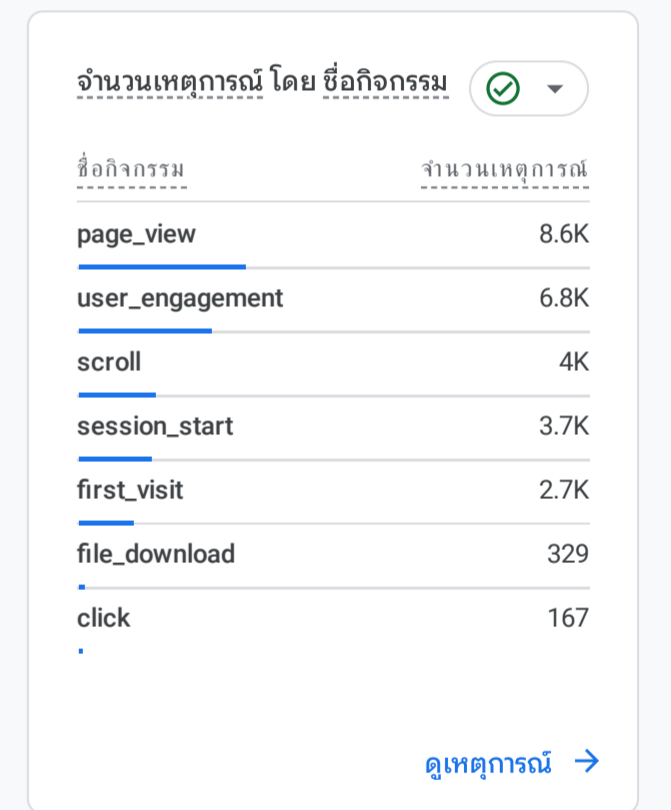 จำนวนเหตุการณ์ โดย ชื่อกิจกรรม
ชื่อกิจกรรม จำนวนเหตุการณ์
page_view 8.6K
user_engagement 6.8K
scroll 4K
session_start 3.7K
first_visit 2.7K
file_download 329
click 167
ดูเหตุการณ์